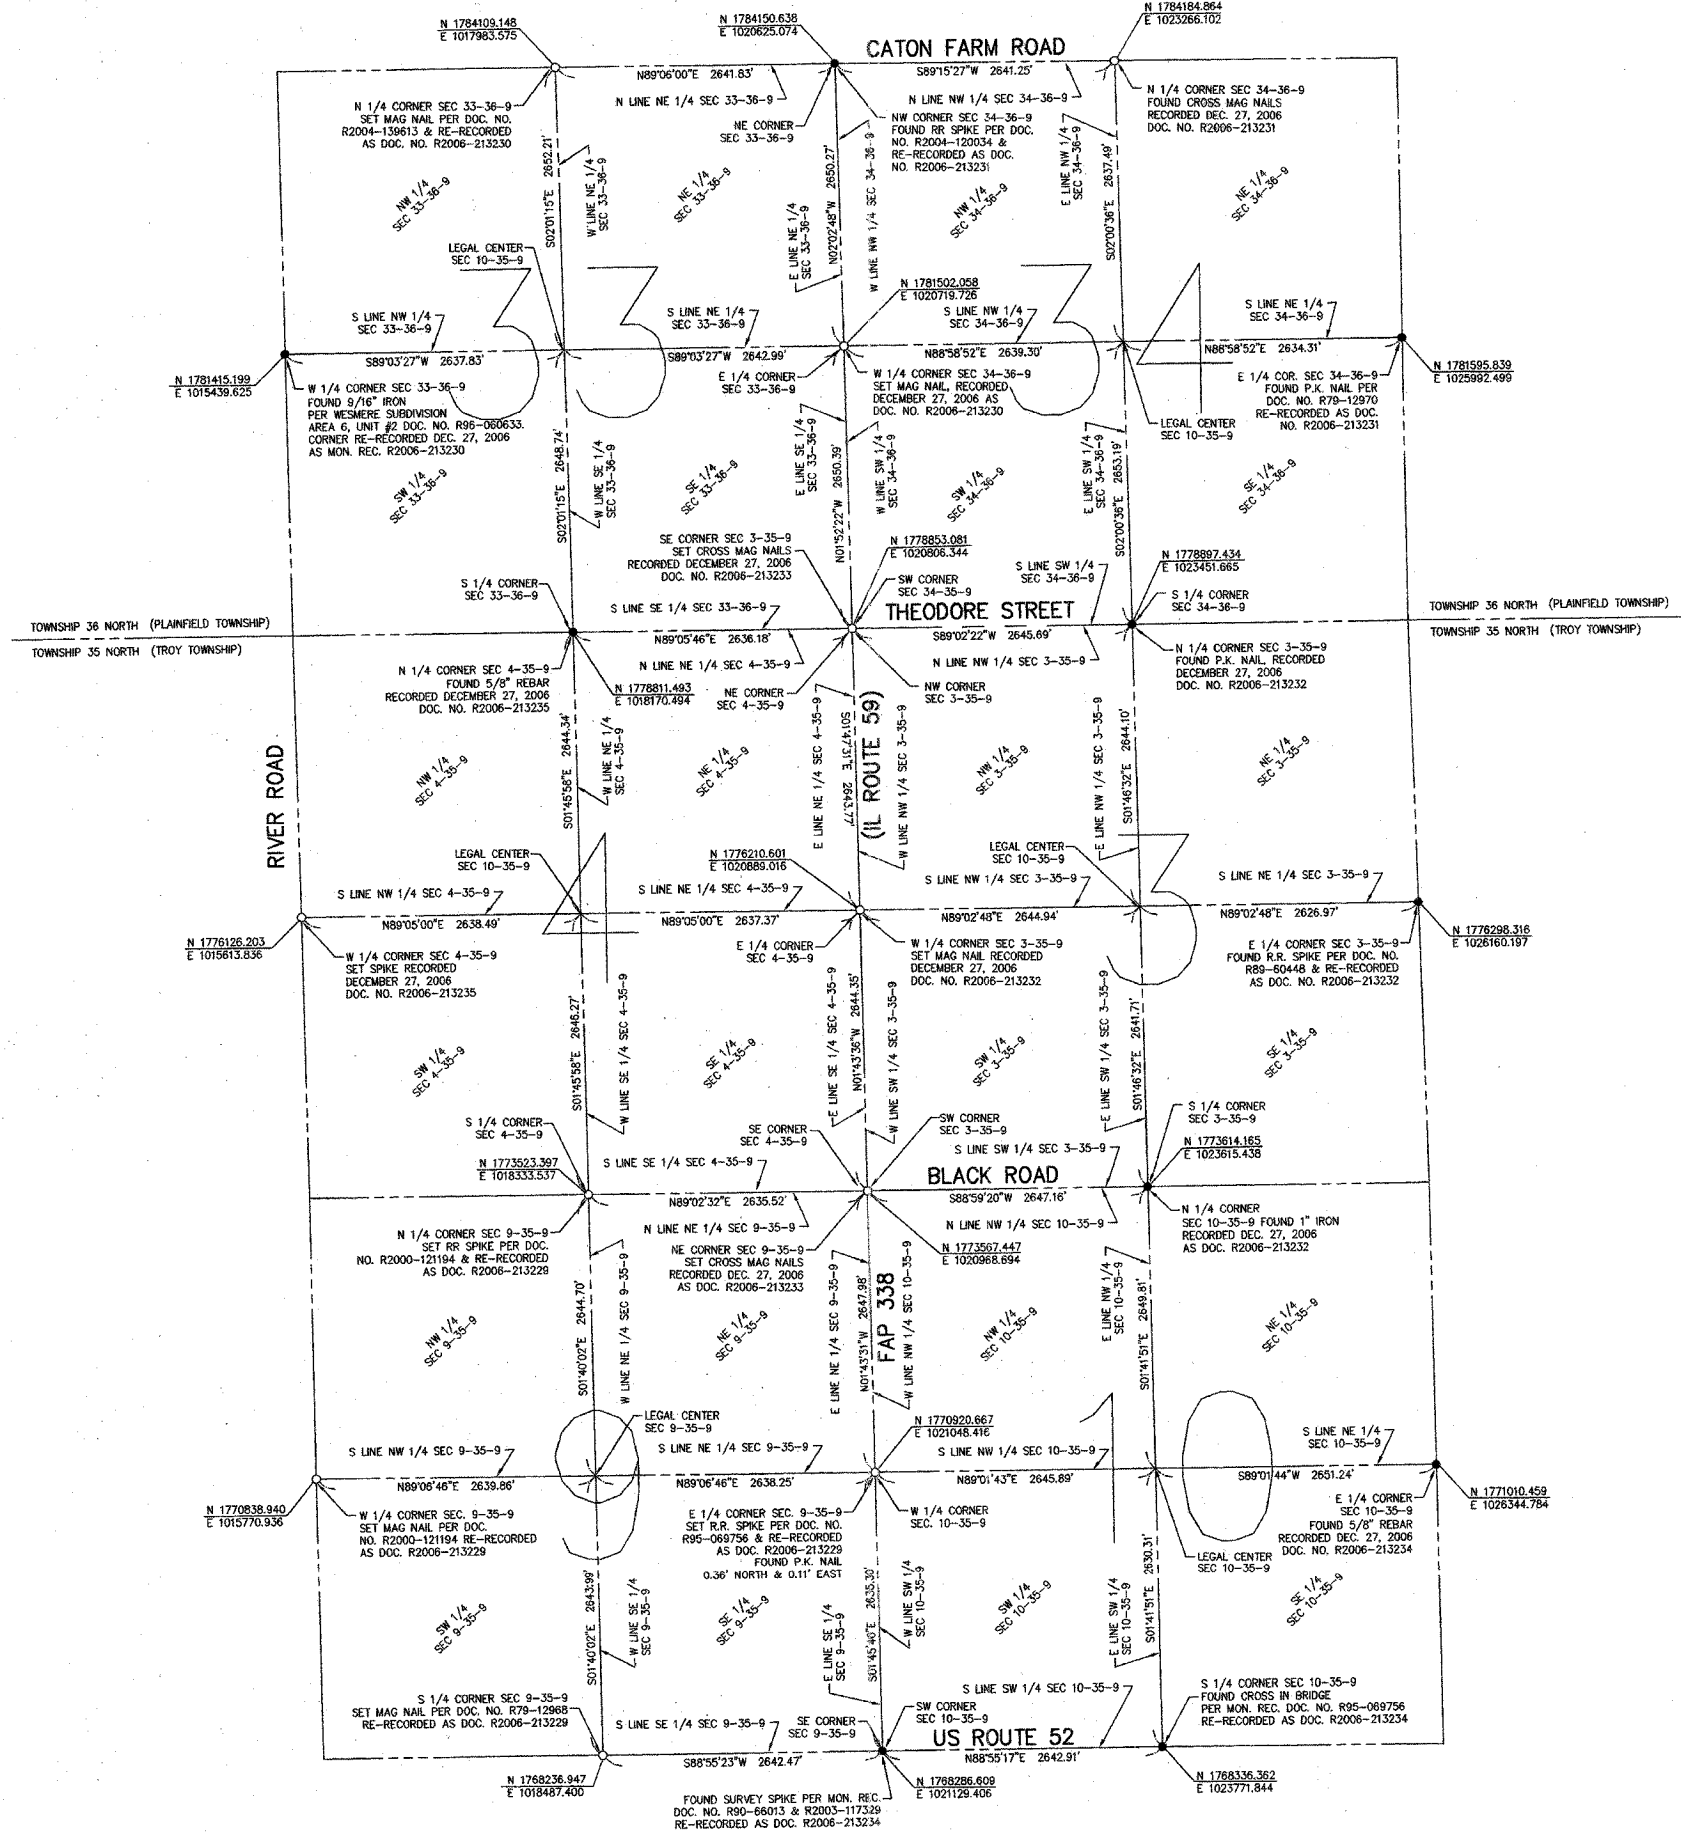 N 1784109.148
E 1017983.575
N 1784150.638
E 1020625.074
N 1784184.864
E 1023266.102
CATON FARM ROAD
N89°06'00"E 2641.83'
S89°15'27"W 2641.25'
N LINE NE 1/4 SEC 33-36-9
N LINE NW 1/4 SEC 34-36-9
N 1/4 CORNER SEC 33-36-9
SET MAG NAIL PER DOC. NO.
R2004-139613 & RE-RECORDED
AS DOC. NO. R2006-213230
NE CORNER
SEC 33-36-9
NW CORNER SEC 34-36-9
FOUND RR SPIKE PER DOC.
NO. R2004-120034 &
RE-RECORDED AS DOC.
NO. R2006-213231
N 1/4 CORNER SEC 34-36-9
FOUND CROSS MAG NAILS
RECORDED DEC. 27, 2006
DOC. NO. R2006-213231
S02°01'15"E 2652.21'
W LINE NE 1/4
SEC 33-36-9
E LINE NE 1/4
SEC 33-36-9
N02°02'48"W 2650.27'
W LINE NW 1/4 SEC 34-36-9
E LINE NW 1/4
SEC 34-36-9
S02°00'36"E 2637.49'
NW 1/4
SEC 33-36-9
NE 1/4
SEC 33-36-9
NW 1/4
SEC 34-36-9
NE 1/4
SEC 34-36-9
LEGAL CENTER
SEC 10-35-9
33
34
N 1781502.058
E 1020719.726
S LINE NW 1/4
SEC 33-36-9
S LINE NE 1/4
SEC 33-36-9
S LINE NW 1/4
SEC 34-36-9
S LINE NE 1/4
SEC 34-36-9
S89°03'27"W 2637.83'
S89°03'27"W 2642.99'
N88°58'52"E 2639.30'
N88°58'52"E 2634.31'
N 1781415.199
E 1015439.625
W 1/4 CORNER SEC 33-36-9
FOUND 9/16" IRON
PER WESMERE SUBDIVISION
AREA 6, UNIT #2 DOC. NO. R96-060633.
CORNER RE-RECORDED DEC. 27, 2006
AS MON. REC. R2006-213230
E 1/4 CORNER
SEC 33-36-9
W 1/4 CORNER SEC 34-36-9
SET MAG NAIL, RECORDED
DECEMBER 27, 2006 AS
DOC. NO. R2006-213230
E 1/4 COR. SEC 34-36-9
FOUND P.K. NAIL PER
DOC. NO. R79-12970
RE-RECORDED AS DOC.
NO. R2006-213231
N 1781595.839
E 1025992.499
LEGAL CENTER
SEC 10-35-9
S02°01'15"E 2648.74'
W LINE SE 1/4
SEC 33-36-9
E LINE SE 1/4
SEC 33-36-9
N01°52'22"W 2650.39'
W LINE SW 1/4
SEC 34-36-9
E LINE SW 1/4
SEC 34-36-9
S02°00'36"E 2653.19'
SW 1/4
SEC 33-36-9
SE 1/4
SEC 33-36-9
SW 1/4
SEC 34-36-9
SE 1/4
SEC 34-36-9
SE CORNER SEC 3-35-9
SET CROSS MAG NAILS
RECORDED DECEMBER 27, 2006
DOC. NO. R2006-213233
N 1778853.081
E 1020806.344
N 1778897.434
E 1023451.665
S 1/4 CORNER
SEC 33-36-9
S LINE SE 1/4 SEC 33-36-9
SW CORNER
SEC 34-35-9
S LINE SW 1/4
SEC 34-36-9
S 1/4 CORNER
SEC 34-36-9
THEODORE STREET
TOWNSHIP 36 NORTH (PLAINFIELD TOWNSHIP)
TOWNSHIP 35 NORTH (TROY TOWNSHIP)
TOWNSHIP 36 NORTH (PLAINFIELD TOWNSHIP)
TOWNSHIP 35 NORTH (TROY TOWNSHIP)
N89°05'46"E 2636.18'
S89°02'22"W 2645.69'
N LINE NE 1/4 SEC 4-35-9
N LINE NW 1/4 SEC 3-35-9
N 1/4 CORNER SEC 4-35-9
FOUND 5/8" REBAR
RECORDED DECEMBER 27, 2006
DOC. NO. R2006-213235
N 1778811.493
E 1018170.494
NE CORNER
SEC 4-35-9
NW CORNER
SEC 3-35-9
N 1/4 CORNER SEC 3-35-9
FOUND P.K. NAIL, RECORDED
DECEMBER 27, 2006
DOC. NO. R2006-213232
RIVER ROAD
S01°45'58"E 2644.34'
W LINE NE 1/4
SEC 4-35-9
E LINE NE 1/4 SEC 4-35-9
S01°47'31"E 2643.77'
(IL ROUTE 59)
W LINE NW 1/4 SEC 3-35-9
E LINE NW 1/4 SEC 3-35-9
S01°46'32"E 2644.10'
NW 1/4
SEC 4-35-9
NE 1/4
SEC 4-35-9
NW 1/4
SEC 3-35-9
NE 1/4
SEC 3-35-9
LEGAL CENTER
SEC 10-35-9
4
3
N 1776210.601
E 1020889.016
LEGAL CENTER
SEC 10-35-9
S LINE NW 1/4 SEC 4-35-9
S LINE NE 1/4 SEC 4-35-9
S LINE NW 1/4 SEC 3-35-9
S LINE NE 1/4 SEC 3-35-9
N89°05'00"E 2638.49'
N89°05'00"E 2637.37'
N89°02'48"E 2644.94'
N89°02'48"E 2626.97'
N 1776126.203
E 1015613.836
W 1/4 CORNER SEC 4-35-9
SET SPIKE RECORDED
DECEMBER 27, 2006
DOC. NO. R2006-213235
E 1/4 CORNER
SEC 4-35-9
W 1/4 CORNER SEC 3-35-9
SET MAG NAIL RECORDED
DECEMBER 27, 2006
DOC. NO. R2006-213232
E 1/4 CORNER SEC 3-35-9
FOUND R.R. SPIKE PER DOC. NO.
R89-60448 & RE-RECORDED
AS DOC. NO. R2006-213232
N 1776298.316
E 1026160.197
S01°45'58"E 2646.27'
W LINE SE 1/4 SEC 4-35-9
E LINE SE 1/4 SEC 4-35-9
N01°43'36"W 2644.35'
W LINE SW 1/4 SEC 3-35-9
E LINE SW 1/4 SEC 3-35-9
S01°46'32"E 2641.71'
SW 1/4
SEC 4-35-9
SE 1/4
SEC 4-35-9
SW 1/4
SEC 3-35-9
SE 1/4
SEC 3-35-9
S 1/4 CORNER
SEC 4-35-9
SE CORNER
SEC 4-35-9
SW CORNER
SEC 3-35-9
S 1/4 CORNER
SEC 3-35-9
N 1773523.397
E 1018333.537
S LINE SE 1/4 SEC 4-35-9
S LINE SW 1/4 SEC 3-35-9
N 1773614.165
E 1023615.438
BLACK ROAD
N89°02'32"E 2635.52'
S88°59'20"W 2647.16'
N LINE NE 1/4 SEC 9-35-9
N LINE NW 1/4 SEC 10-35-9
N 1/4 CORNER SEC 9-35-9
SET RR SPIKE PER DOC.
NO. R2000-121194 & RE-RECORDED
AS DOC. R2006-213229
NE CORNER SEC 9-35-9
SET CROSS MAG NAILS
RECORDED DEC. 27, 2006
AS DOC. R2006-213233
N 1773567.447
E 1020968.694
N 1/4 CORNER
SEC 10-35-9 FOUND 1" IRON
RECORDED DEC. 27, 2006
AS DOC. R2006-213232
S01°40'02"E 2644.70'
W LINE NE 1/4 SEC 9-35-9
E LINE NE 1/4 SEC 9-35-9
N01°43'31"W 2647.98'
FAP 338
W LINE NW 1/4 SEC 10-35-9
E LINE NW 1/4
SEC 10-35-9
S01°41'51"E 2649.81'
NW 1/4
SEC 9-35-9
NE 1/4
SEC 9-35-9
NW 1/4
SEC 10-35-9
NE 1/4
SEC 10-35-9
LEGAL CENTER
SEC 9-35-9
9
10
N 1770920.667
E 1021048.416
S LINE NW 1/4 SEC 9-35-9
S LINE NE 1/4 SEC 9-35-9
S LINE NW 1/4 SEC 10-35-9
S LINE NE 1/4
SEC 10-35-9
N89°06'46"E 2639.86'
N89°06'46"E 2638.25'
N89°01'43"E 2645.89'
S89°01'44"W 2651.24'
N 1770838.940
E 1015770.936
W 1/4 CORNER SEC. 9-35-9
SET MAG NAIL PER DOC.
NO. R2000-121194 RE-RECORDED
AS DOC. R2006-213229
E 1/4 CORNER SEC. 9-35-9
SET R.R. SPIKE PER DOC. NO.
R95-069756 & RE-RECORDED
AS DOC. R2006-213229
FOUND P.K. NAIL
0.36' NORTH & 0.11' EAST
W 1/4 CORNER
SEC. 10-35-9
E 1/4 CORNER
SEC 10-35-9
FOUND 5/8" REBAR
RECORDED DEC. 27, 2006
DOC. NO. R2006-213234
N 1771010.459
E 1026344.784
LEGAL CENTER
SEC 10-35-9
S01°40'02"E 2643.99'
W LINE SE 1/4
SEC 9-35-9
E LINE SE 1/4
SEC 9-35-9
S01°45'40"E 2635.30'
W LINE SW 1/4
SEC 10-35-9
E LINE SW 1/4
SEC 10-35-9
S01°41'51"E 2630.31'
SW 1/4
SEC 9-35-9
SE 1/4
SEC 9-35-9
SW 1/4
SEC 10-35-9
SE 1/4
SEC 10-35-9
S 1/4 CORNER SEC 9-35-9
SET MAG NAIL PER DOC. NO. R79-12968
RE-RECORDED AS DOC. R2006-213229
S LINE SE 1/4 SEC 9-35-9
SE CORNER
SEC 9-35-9
SW CORNER
SEC 10-35-9
S LINE SW 1/4 SEC 10-35-9
S 1/4 CORNER SEC 10-35-9
FOUND CROSS IN BRIDGE
PER MON. REC. DOC. NO. R95-069756
RE-RECORDED AS DOC. R2006-213234
US ROUTE 52
S88°55'23"W 2642.47'
N88°55'17"E 2642.91'
N 1768236.947
E 1018487.400
N 1768286.609
E 1021129.406
N 1768336.362
E 1023771.844
FOUND SURVEY SPIKE PER MON. REC.
DOC. NO. R90-66013 & R2003-117329
RE-RECORDED AS DOC. R2006-213234